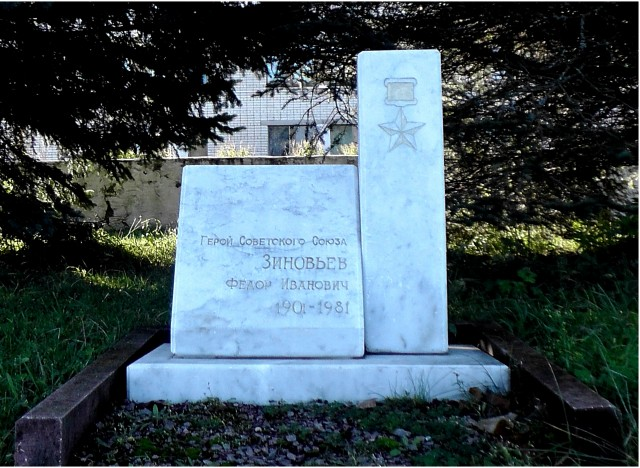 Герой Советского Союза
Зиновьев
Федор Иванович
1901-1981